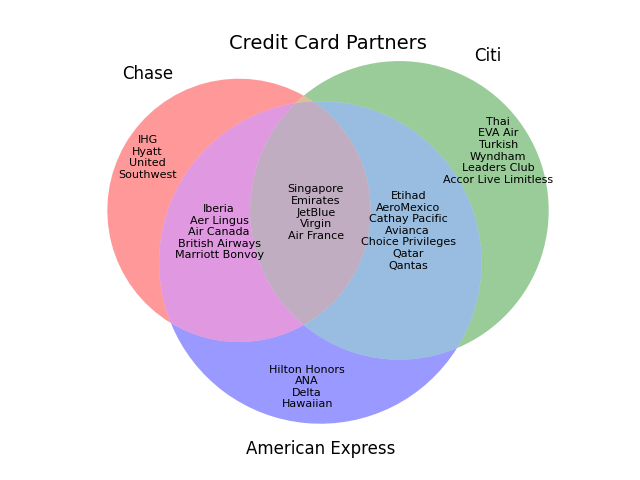 Credit Card Partners
Chase
Citi
IHG
Hyatt
United
Southwest
Thai
EVA Air
Turkish
Wyndham
Leaders Club
Accor Live Limitless
Iberia
Aer Lingus
Air Canada
British Airways
Marriott Bonvoy
Singapore
Emirates
JetBlue
Virgin
Air France
Etihad
AeroMexico
Cathay Pacific
Avianca
Choice Privileges
Qatar
Qantas
Hilton Honors
ANA
Delta
Hawaiian
American Express